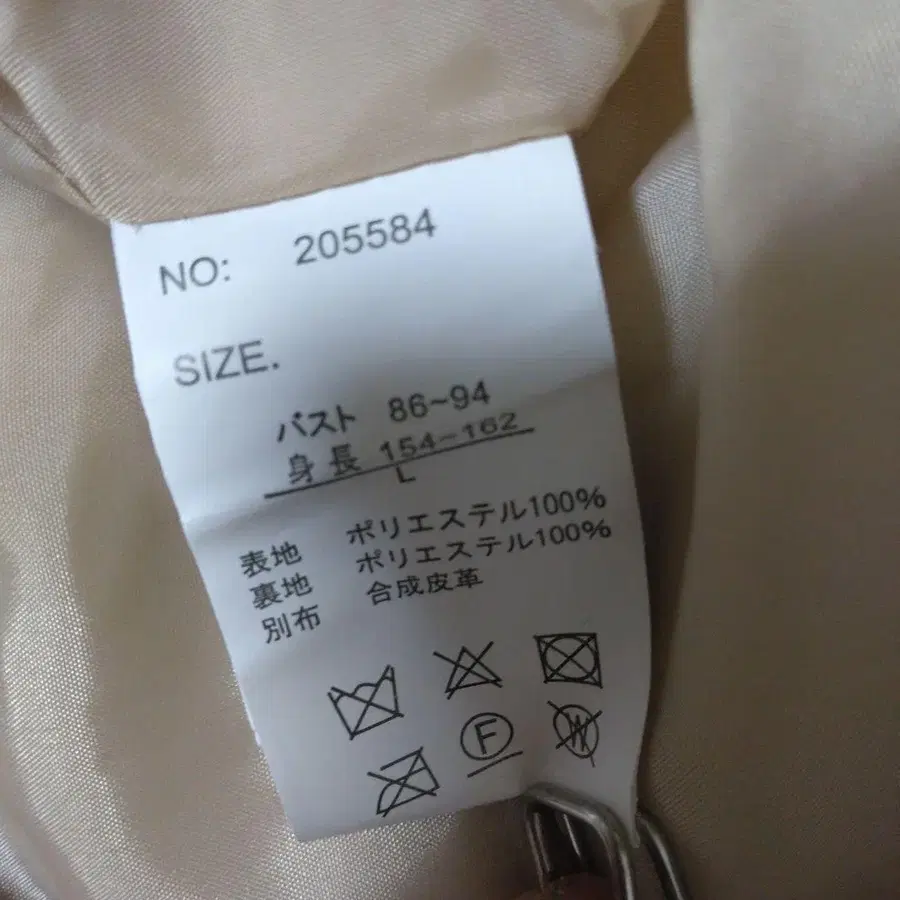 NO: 205584
SIZE.
バスト 86~94
身長 154~162
L
表地 ポリエステル100%
裏地 ポリエステル100%
別布 合成皮革
F
W